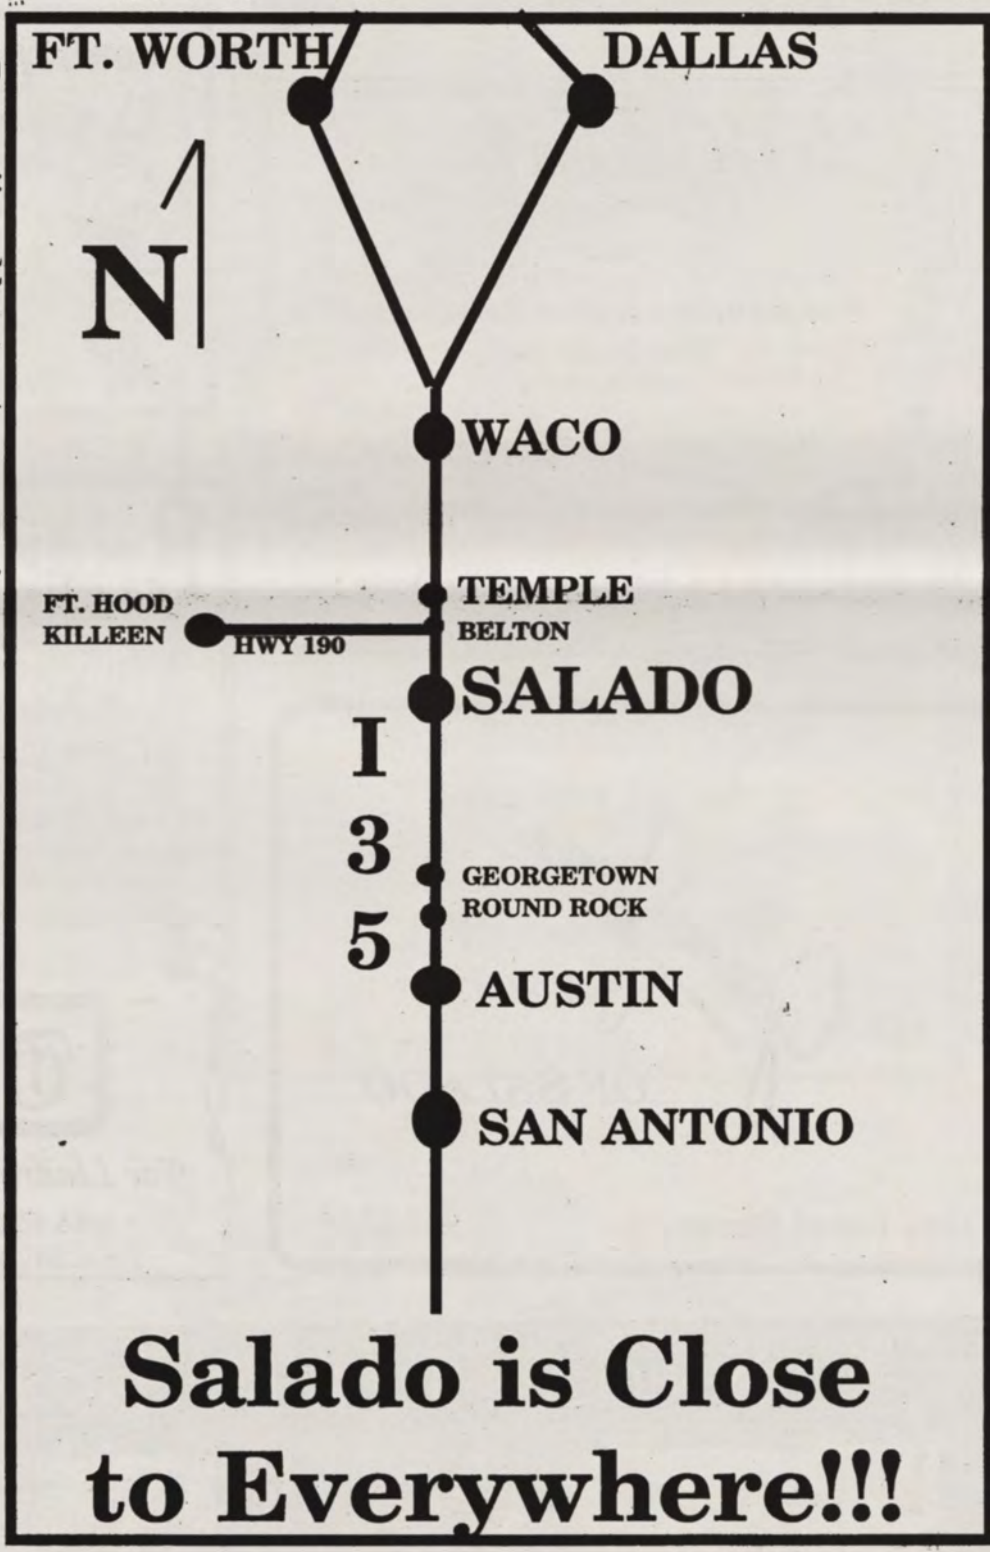 FT. WORTH
DALLAS
N
WACO
TEMPLE
FT. HOOD
KILLEEN
HWY 190
BELTON
SALADO
I
3
5
GEORGETOWN
ROUND ROCK
AUSTIN
SAN ANTONIO
Salado is Close
to Everywhere!!!